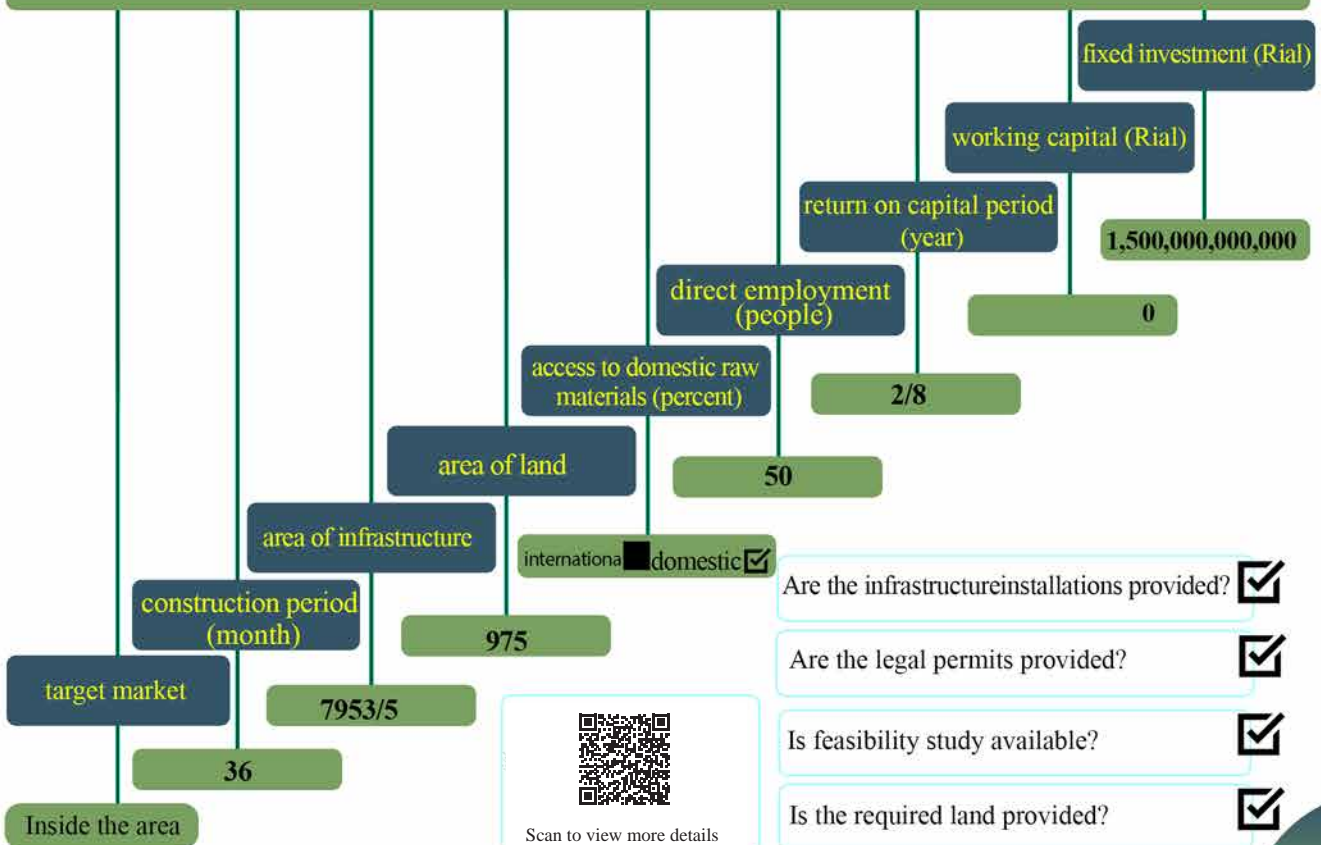 fixed investment (Rial)
1,500,000,000,000
working capital (Rial)
0
return on capital period
(year)
2/8
direct employment
(people)
50
access to domestic raw
materials (percent)
internationa domestic
area of land
975
area of infrastructure
7953/5
construction period
(month)
36
target market
Inside the area
Are the infrastructureinstallations provided?
Are the legal permits provided?
Is feasibility study available?
Is the required land provided?
Scan to view more details